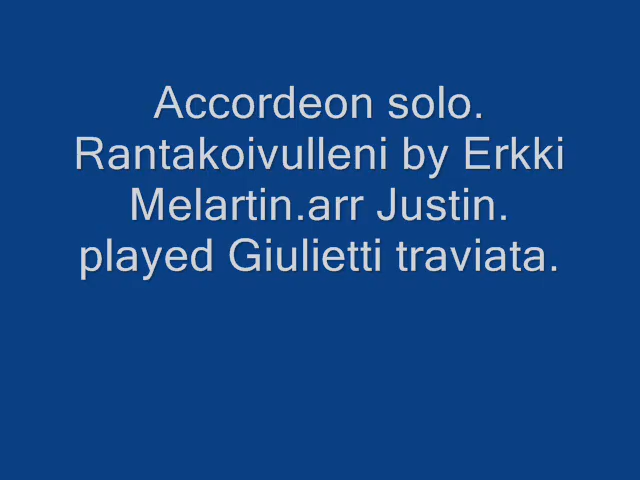 Accordeon solo.
Rantakoivulleni by Erkki
Melartin.arr Justin.
played Giulietti traviata.